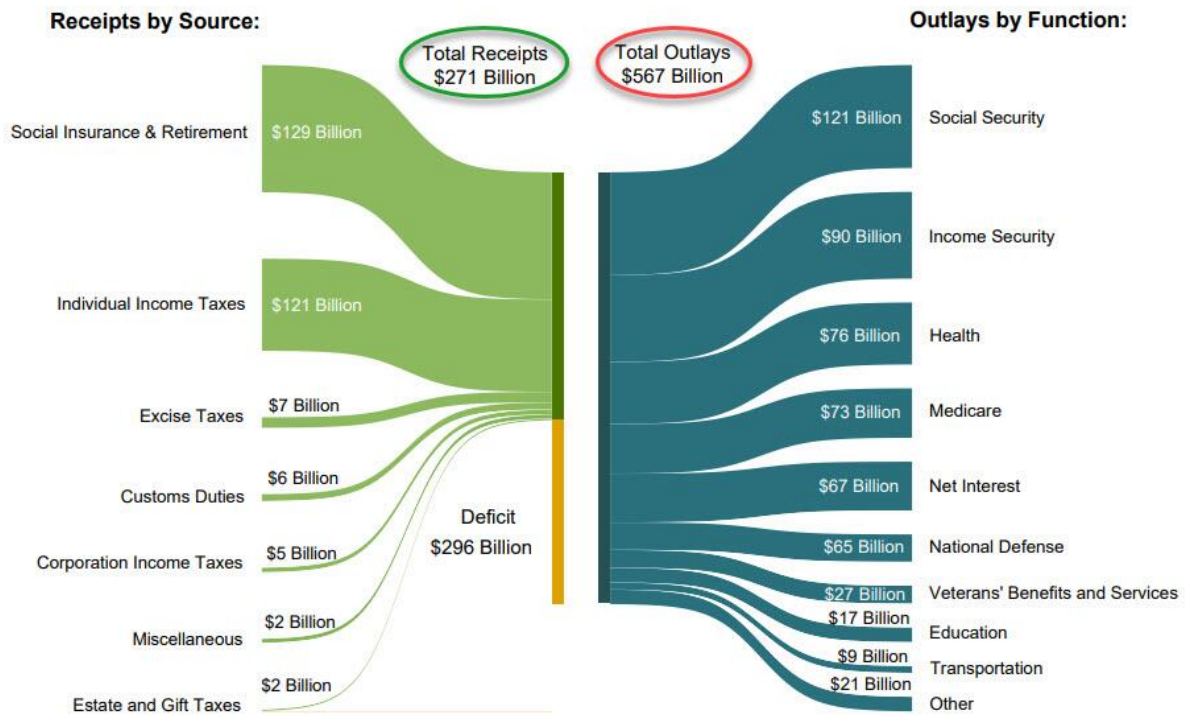 Receipts by Source:
Outlays by Function:
Total Receipts
$271 Billion
Total Outlays
$567 Billion
Social Insurance & Retirement
$129 Billion
Individual Income Taxes
$121 Billion
Excise Taxes
$7 Billion
Customs Duties
$6 Billion
Corporation Income Taxes
$5 Billion
Miscellaneous
$2 Billion
Estate and Gift Taxes
$2 Billion
Deficit
$296 Billion
$121 Billion
Social Security
$90 Billion
Income Security
$76 Billion
Health
$73 Billion
Medicare
$67 Billion
Net Interest
$65 Billion
National Defense
$27 Billion
Veterans' Benefits and Services
$17 Billion
Education
$9 Billion
Transportation
$21 Billion
Other